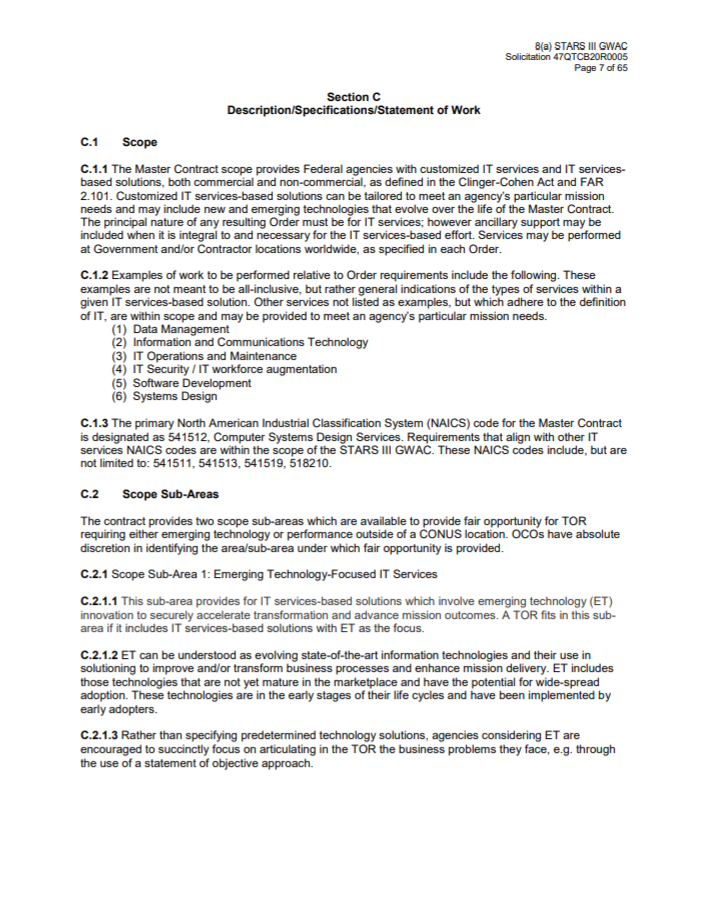 8(a) STARS III GWAC
Solicitation 47QTCB20R0005
Page 7 of 65
Section C
Description/Specifications/Statement of Work
C.1 Scope
C.1.1 The Master Contract scope provides Federal agencies with customized IT services and IT services-
based solutions, both commercial and non-commercial, as defined in the Clinger-Cohen Act and FAR
2.101. Customized IT services-based solutions can be tailored to meet an agency's particular mission
needs and may include new and emerging technologies that evolve over the life of the Master Contract.
The principal nature of any resulting Order must be for IT services; however ancillary support may be
included when it is integral to and necessary for the IT services-based effort. Services may be performed
at Government and/or Contractor locations worldwide, as specified in each Order.
C.1.2 Examples of work to be performed relative to Order requirements include the following. These
examples are not meant to be all-inclusive, but rather general indications of the types of services within a
given IT services-based solution. Other services not listed as examples, but which adhere to the definition
of IT, are within scope and may be provided to meet an agency's particular mission needs.
(1) Data Management
(2) Information and Communications Technology
(3) IT Operations and Maintenance
(4) IT Security / IT workforce augmentation
(5) Software Development
(6) Systems Design
C.1.3 The primary North American Industrial Classification System (NAICS) code for the Master Contract
is designated as 541512, Computer Systems Design Services. Requirements that align with other IT
services NAICS codes are within the scope of the STARS III GWAC. These NAICS codes include, but are
not limited to: 541511, 541513, 541519, 518210.
C.2 Scope Sub-Areas
The contract provides two scope sub-areas which are available to provide fair opportunity for TOR
requiring either emerging technology or performance outside of a CONUS location. OCOs have absolute
discretion in identifying the area/sub-area under which fair opportunity is provided.
C.2.1 Scope Sub-Area 1: Emerging Technology-Focused IT Services
C.2.1.1 This sub-area provides for IT services-based solutions which involve emerging technology (ET)
innovation to securely accelerate transformation and advance mission outcomes. A TOR fits in this sub-
area if it includes IT services-based solutions with ET as the focus.
C.2.1.2 ET can be understood as evolving state-of-the-art information technologies and their use in
solutioning to improve and/or transform business processes and enhance mission delivery. ET includes
those technologies that are not yet mature in the marketplace and have the potential for wide-spread
adoption. These technologies are in the early stages of their life cycles and have been implemented by
early adopters.
C.2.1.3 Rather than specifying predetermined technology solutions, agencies considering ET are
encouraged to succinctly focus on articulating in the TOR the business problems they face, e.g. through
the use of a statement of objective approach.